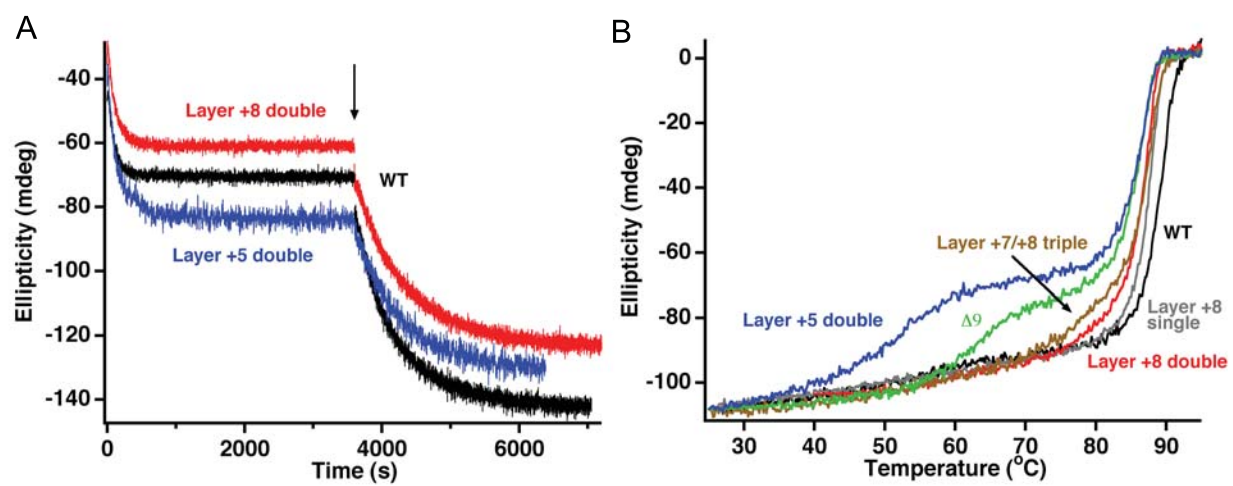 A
Ellipticity (mdeg)
-40
-60
-80
-100
-120
-140
Layer +8 double
WT
Layer +5 double
0
2000
4000
6000
Time (s)
B
Ellipticity (mdeg)
0
-20
-40
-60
-80
-100
WT
Layer +7/+8 triple
Layer +8
single
Layer +5 double
Δ9
Layer +8 double
30
40
50
60
70
80
90
Temperature (°C)